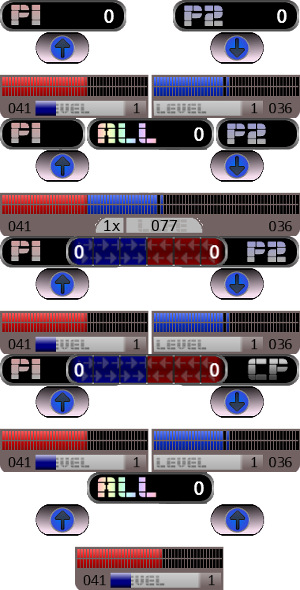 P1 0 P2 0
041 LEVEL 1 LEVEL 1 036
P1 ALL 0 P2
1x 077
041 LEVEL 036
P1 0 0 P2
041 LEVEL 1 LEVEL 1 036
P1 0 0 CP
041 LEVEL 1 LEVEL 1 036
ALL 0
041 LEVEL 1